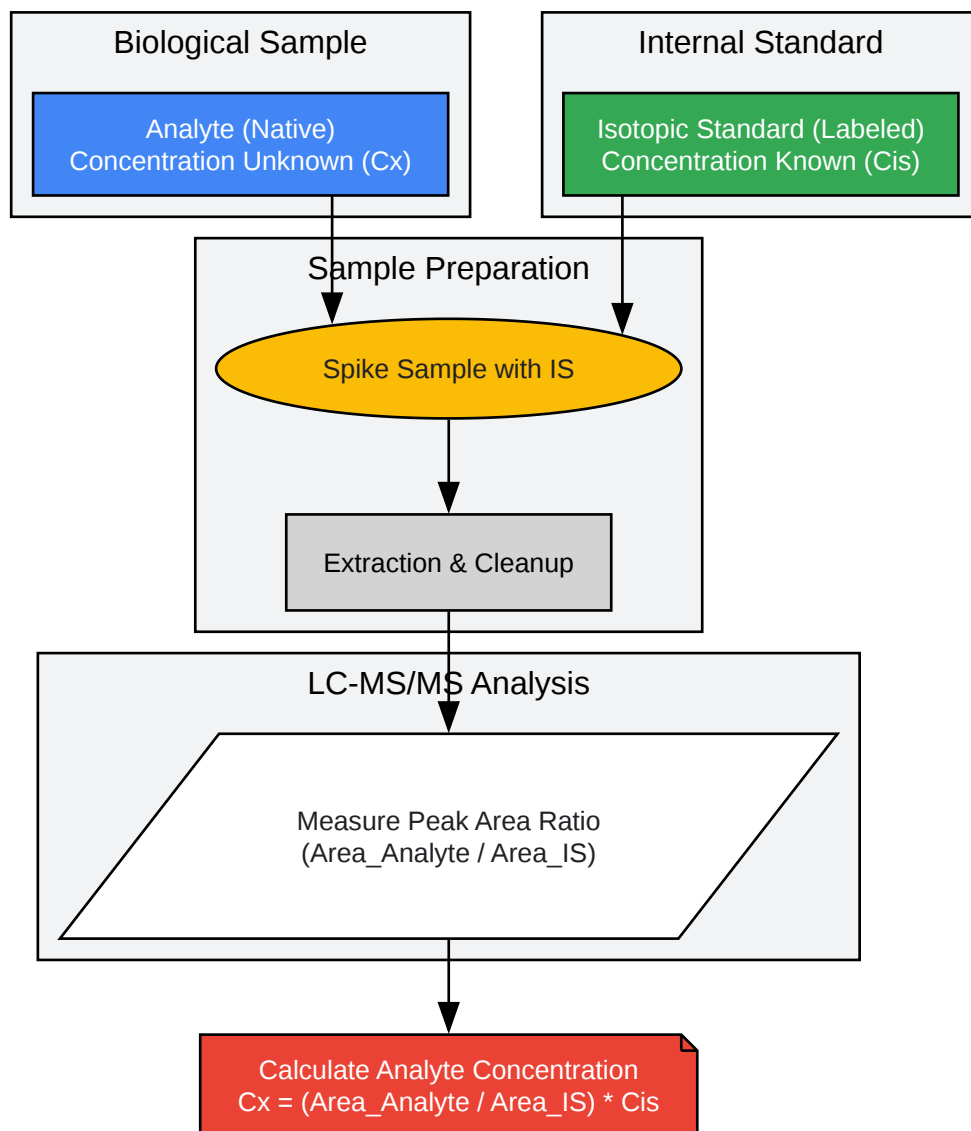 Biological Sample
Internal Standard
Analyte (Native)
Concentration Unknown (Cx)
Isotopic Standard (Labeled)
Concentration Known (Cis)
Sample Preparation
Spike Sample with IS
Extraction & Cleanup
LC-MS/MS Analysis
Measure Peak Area Ratio
(Area_Analyte / Area_IS)
Calculate Analyte Concentration
Cx = (Area_Analyte / Area_IS) * Cis